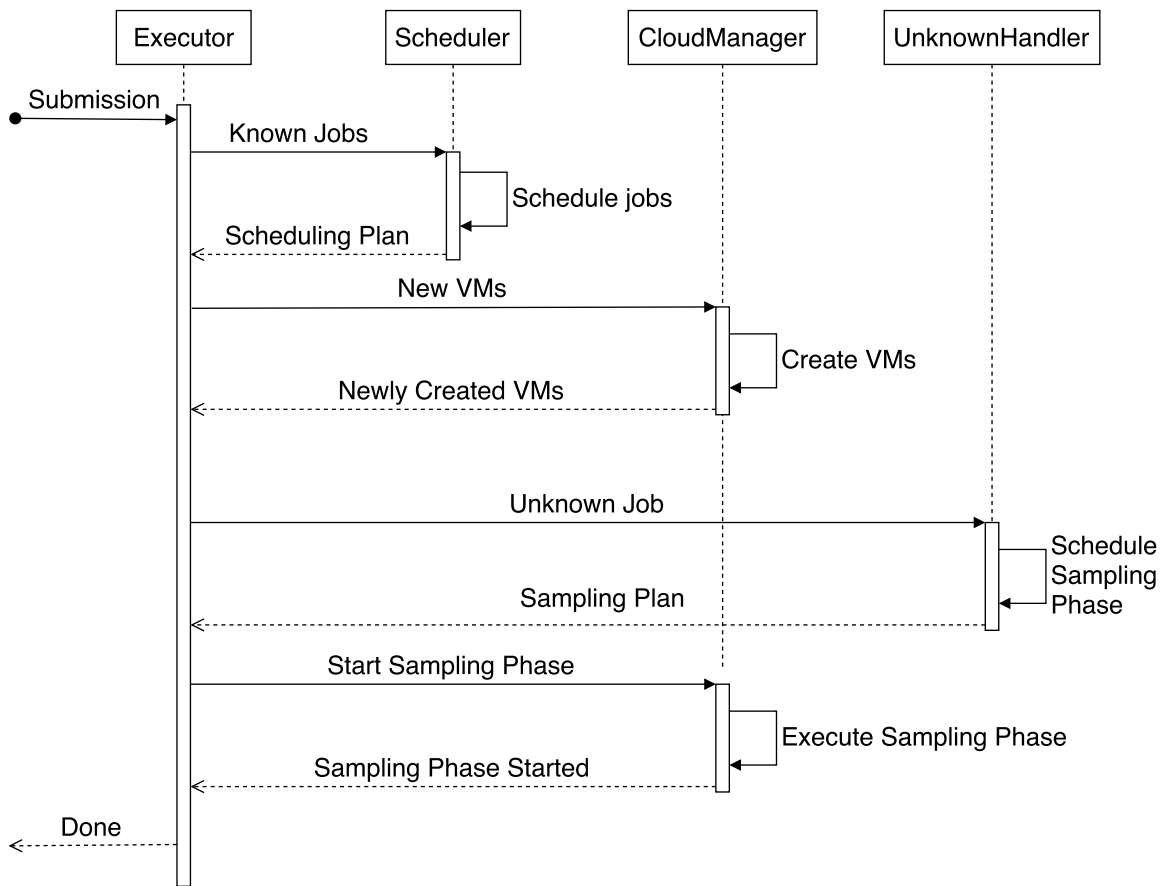 Executor
Scheduler
CloudManager
UnknownHandler
Submission
Known Jobs
Schedule jobs
Scheduling Plan
New VMs
Create VMs
Newly Created VMs
Unknown Job
Schedule
Sampling
Phase
Sampling Plan
Start Sampling Phase
Execute Sampling Phase
Sampling Phase Started
Done